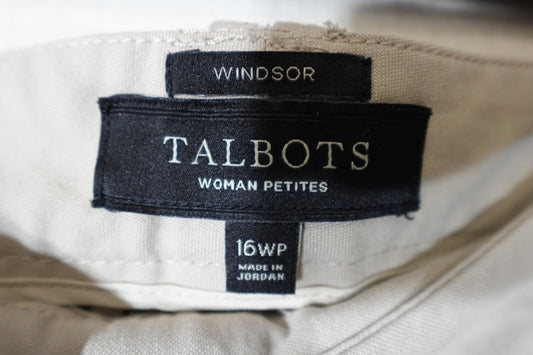 WINDSOR
TALBOTS
WOMAN PETITES
16WP
MADE IN
JORDAN